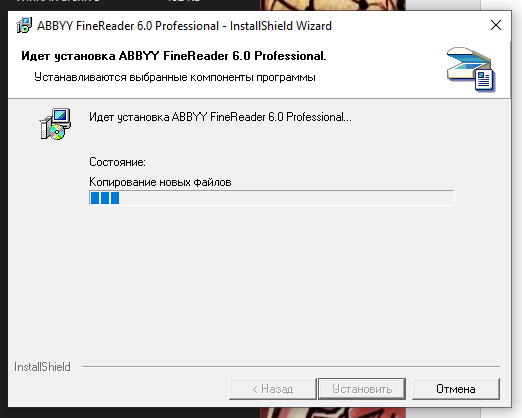 ABBYY FineReader 6.0 Professional - InstallShield Wizard
Идет установка ABBYY FineReader 6.0 Professional.
Устанавливаются выбранные компоненты программы
Идет установка ABBYY FineReader 6.0 Professional...
Состояние:
Копирование новых файлов
InstallShield
< Назад
Установить
Отмена